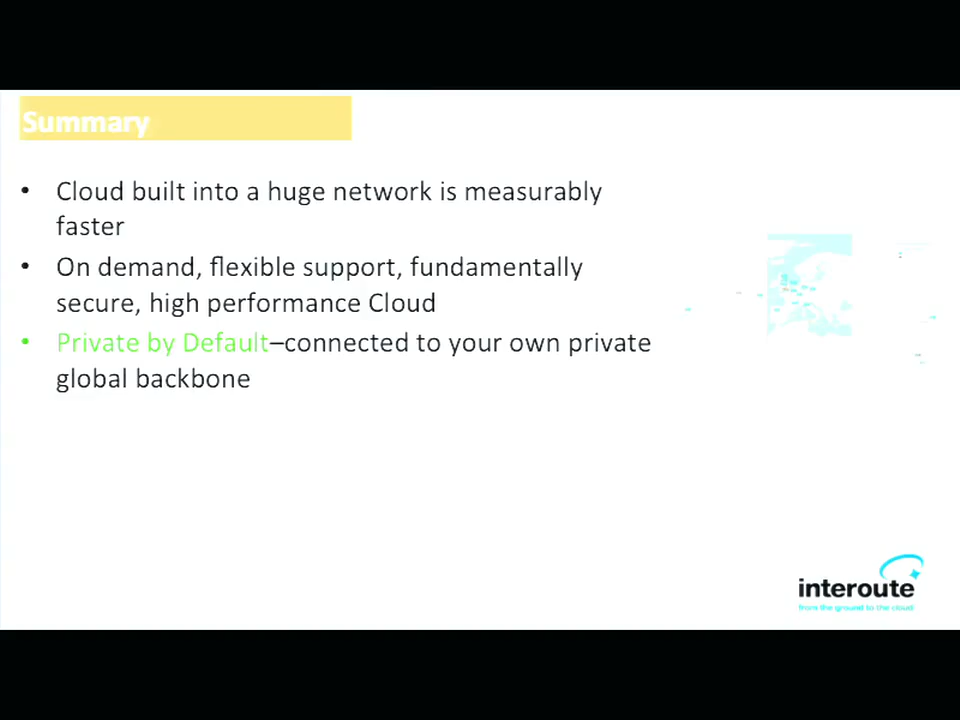 Summary
• Cloud built into a huge network is measurably
faster
• On demand, flexible support, fundamentally
secure, high performance Cloud
• Private by Default–connected to your own private
global backbone
interoute
from the ground to the cloud